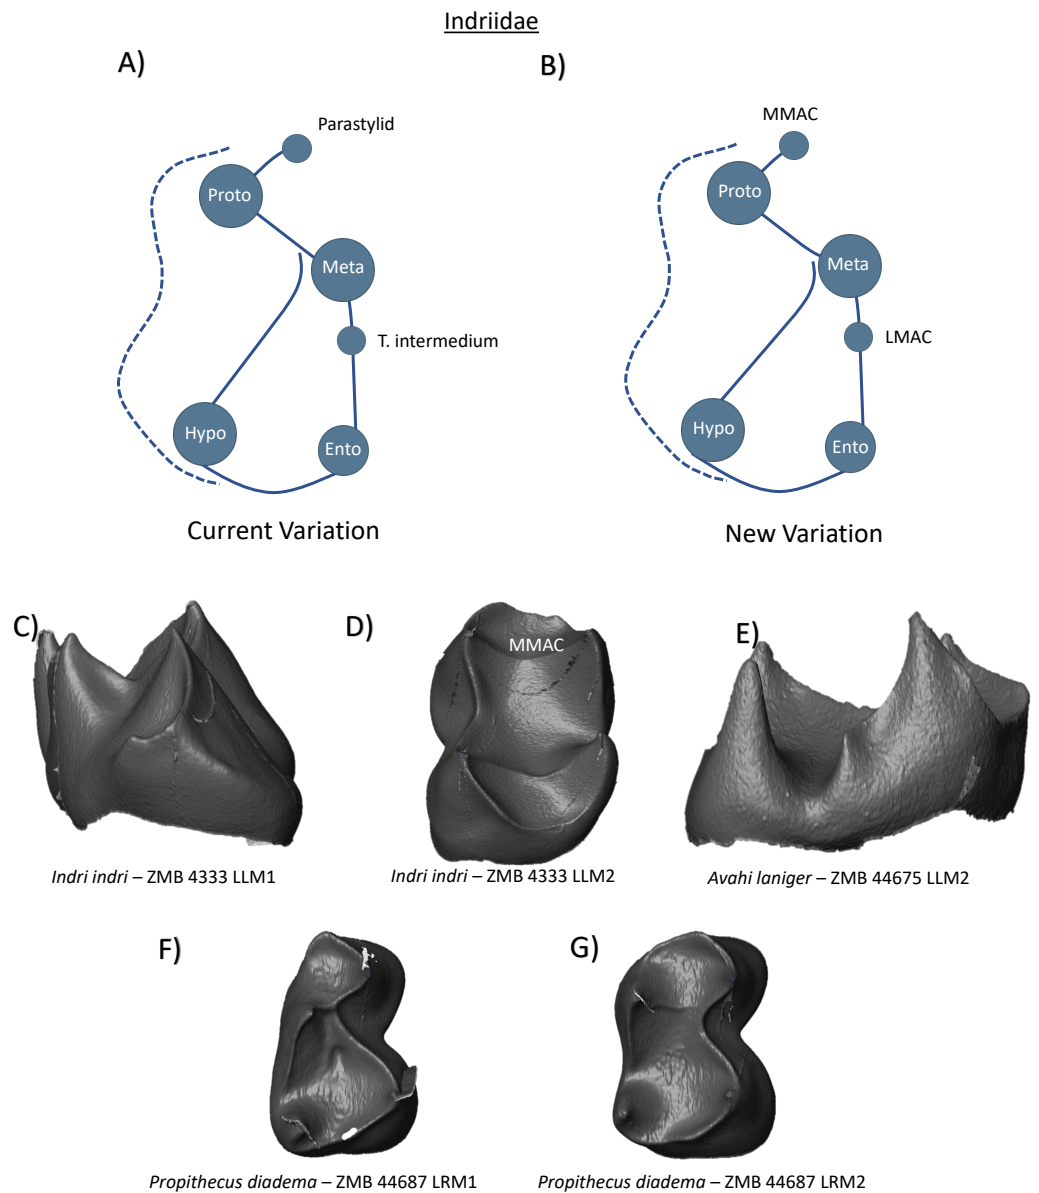 Indriidae
A)
B)
Parastylid
MMAC
Proto
Proto
Meta
Meta
T. intermedium
LMAC
Hypo
Hypo
Ento
Ento
Current Variation
New Variation
C)
D)
E)
MMAC
Indri indri – ZMB 4333 LLM1
Indri indri – ZMB 4333 LLM2
Avahi laniger – ZMB 44675 LLM2
F)
G)
Propithecus diadema – ZMB 44687 LRM1
Propithecus diadema – ZMB 44687 LRM2